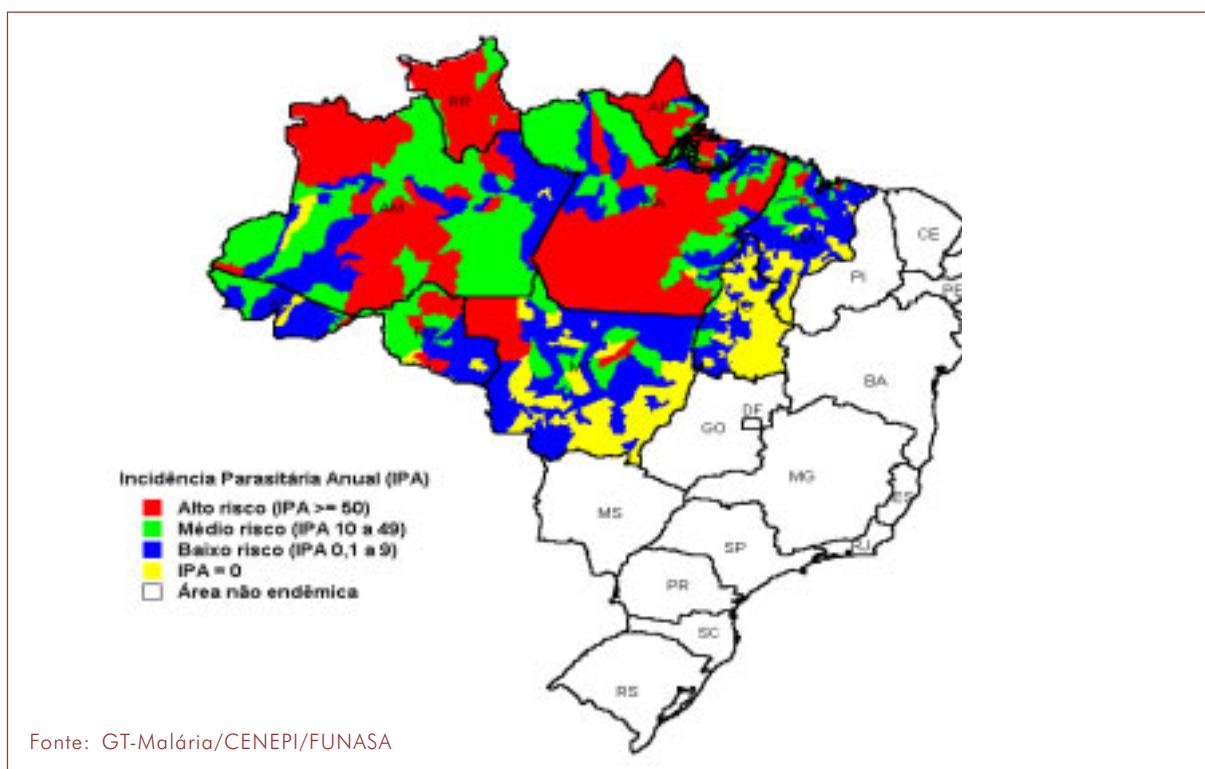 RR
AP
AM
PA
MA
CE
PI
PE
BA
DF
GO
MG
ES
MS
SP
RJ
PR
SC
RS
Incidência Parasitária Anual (IPA)
Alto risco (IPA >= 50)
Médio risco (IPA 10 a 49)
Baixo risco (IPA 0,1 a 9)
IPA = 0
Área não endêmica
Fonte: GT-Malária/CENEPI/FUNASA